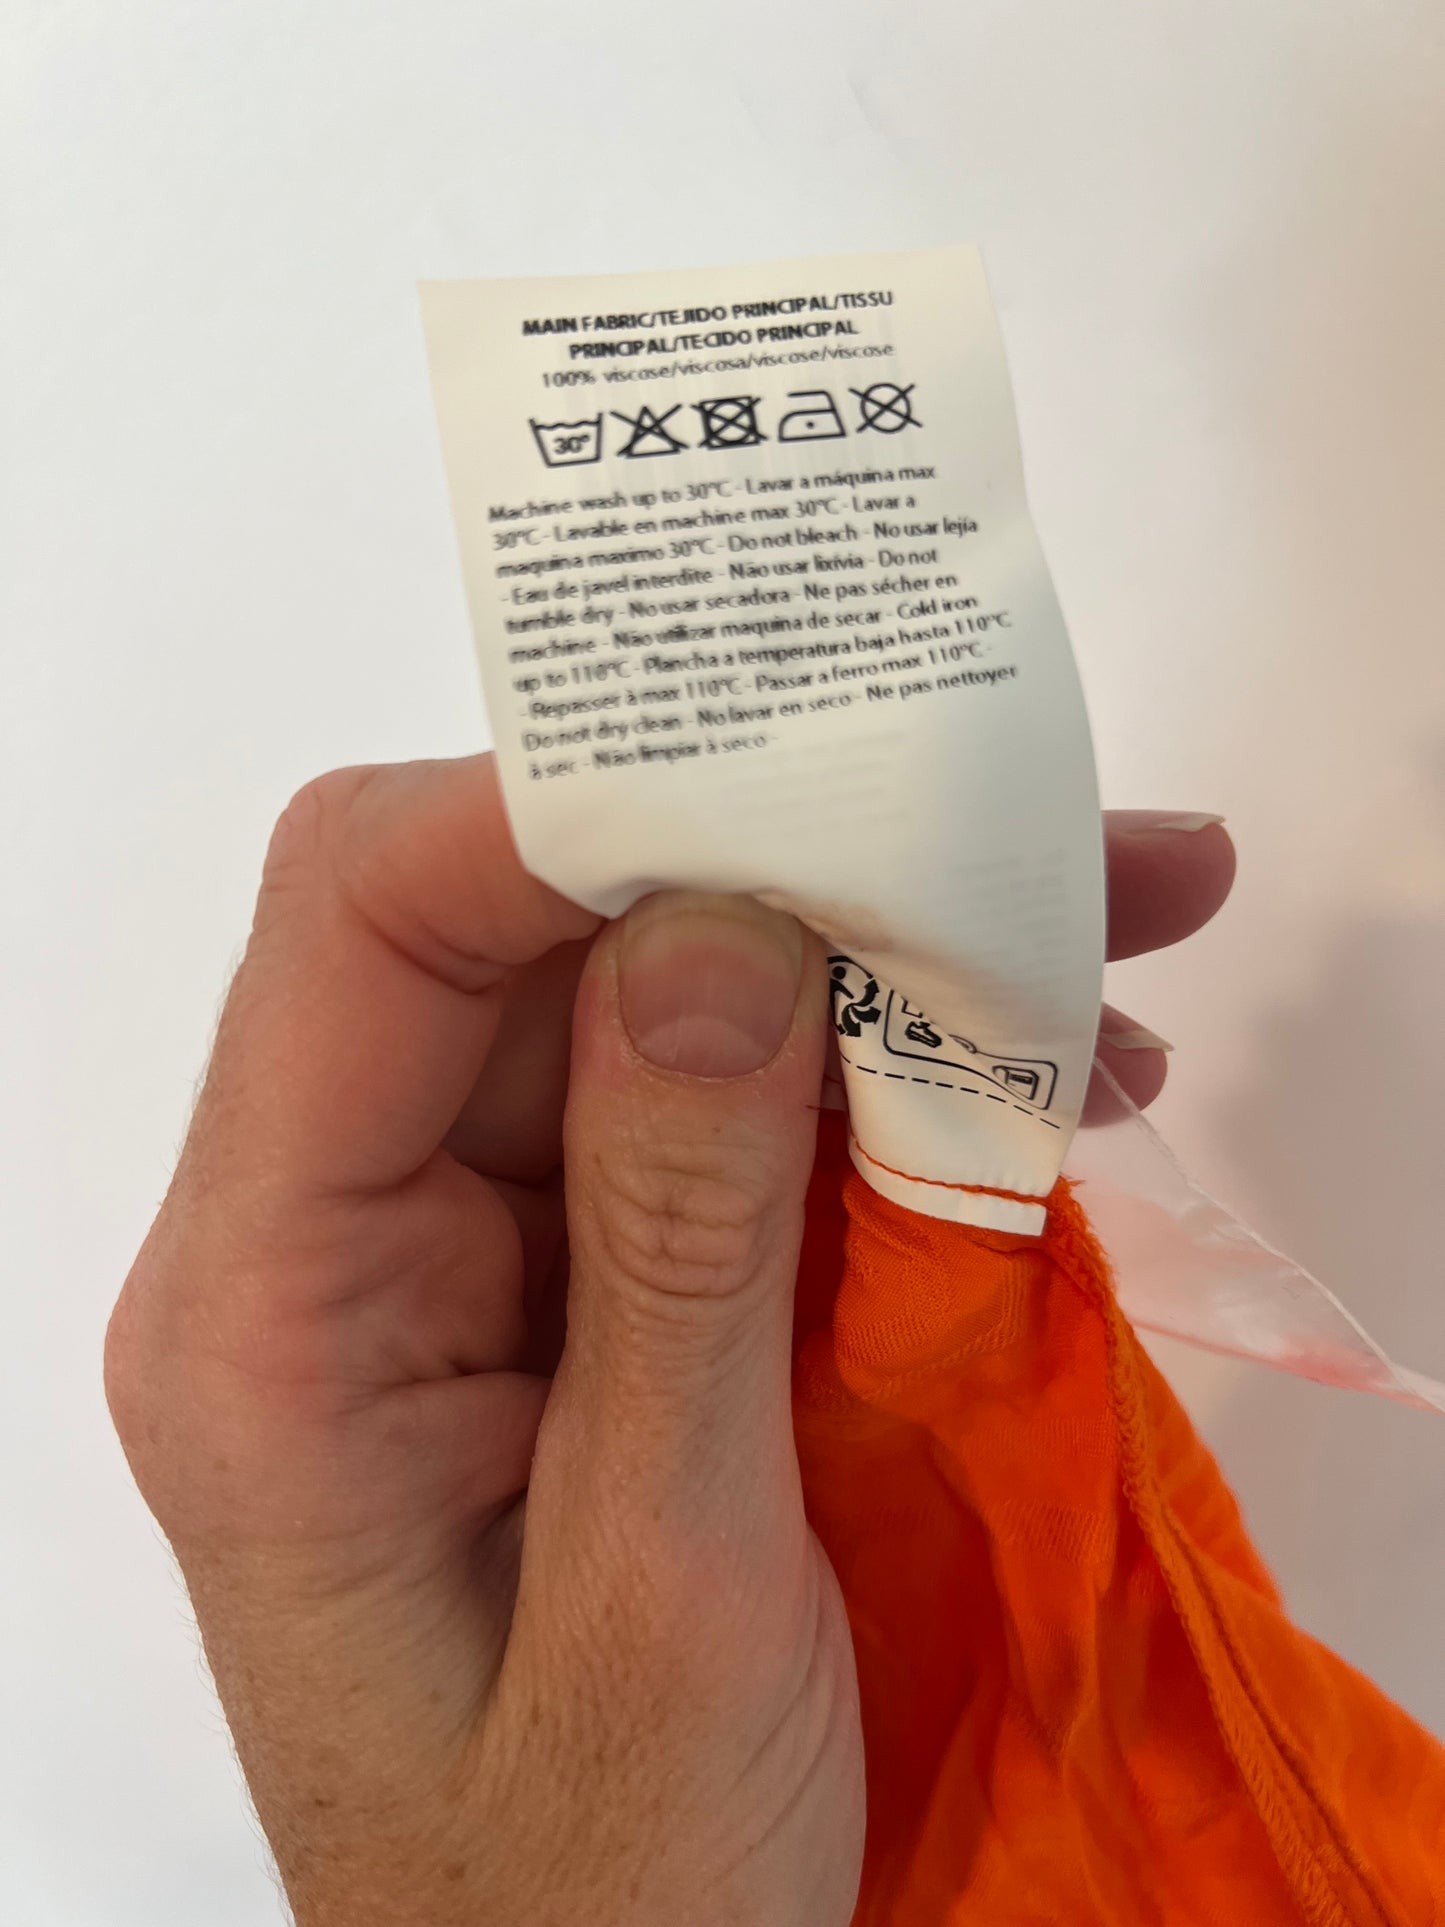 MAIN FABRIC/TEJIDO PRINCIPAL/TISSU
PRINCIPAL/TECIDO PRINCIPAL
100% viscose/viscosa/viscose/viscose
30°
Machine wash up to 30°C - Lavar a máquina max
30°C - Lavable en machine max 30°C - Lavar a
maquina maximo 30°C - Do not bleach - No usar lejía
- Eau de javel interdite - Não usar lixívia - Do not
tumble dry - No usar secadora - Ne pas sécher en
machine - Não utilizar maquina de secar - Cold iron
up to 110°C - Plancha a temperatura baja hasta 110°C
- Repasser à max 110°C - Passar a ferro max 110°C -
Do not dry clean - No lavar en seco - Ne pas nettoyer
à sec - Não limpiar à seco -